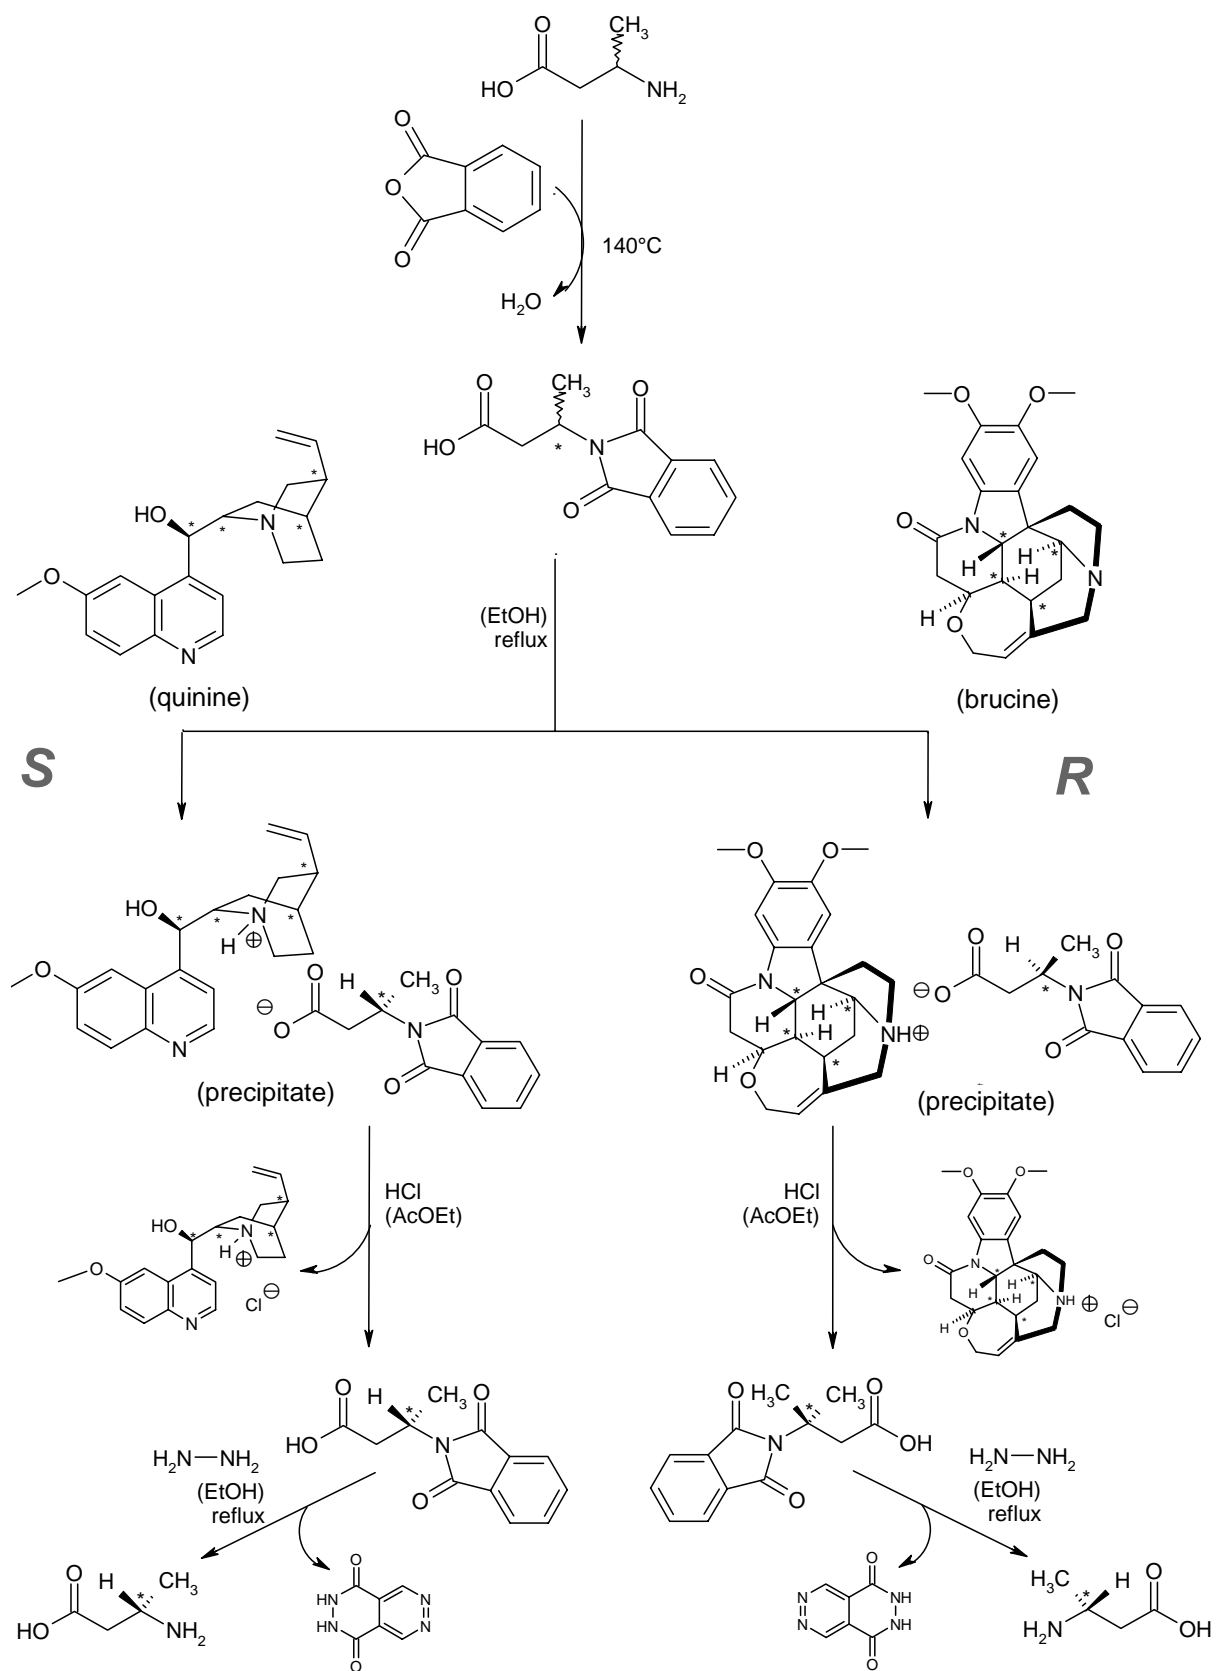 O
CH3
HO
NH2
O
O
O
140°C
H2O
O
CH3
O
HO
*
N
O
O
O
O
N
*
H
H
*
*
H
N
H
O
*
(brucine)
*
HO
*
*
N
*
O
N
(quinine)
(EtOH)
reflux
S
R
*
HO
*
*
N
*
H
⊕
O
N
O
⊖
O
H
*
CH3
N
O
O
(precipitate)
O
O
O
N
*
H
H
*
*
H
NH⊕
H
O
*
O
⊖
O
H
CH3
*
N
O
O
(precipitate)
HCl
(AcOEt)
*
HO
*
*
N
*
H
⊕
O
N
Cl⊖
HCl
(AcOEt)
O
O
O
N
*
H
H
*
*
H
NH
⊕
Cl⊖
H
O
*
O
HO
H
*
CH3
N
O
O
H3C
*
CH3
O
OH
N
O
O
H2N—NH2
(EtOH)
reflux
H2N—NH2
(EtOH)
reflux
O
HO
H
*
CH3
NH2
O
HN
HN
O
N
N
O
NH
NH
O
N
N
H3C
*
H
O
H2N
OH